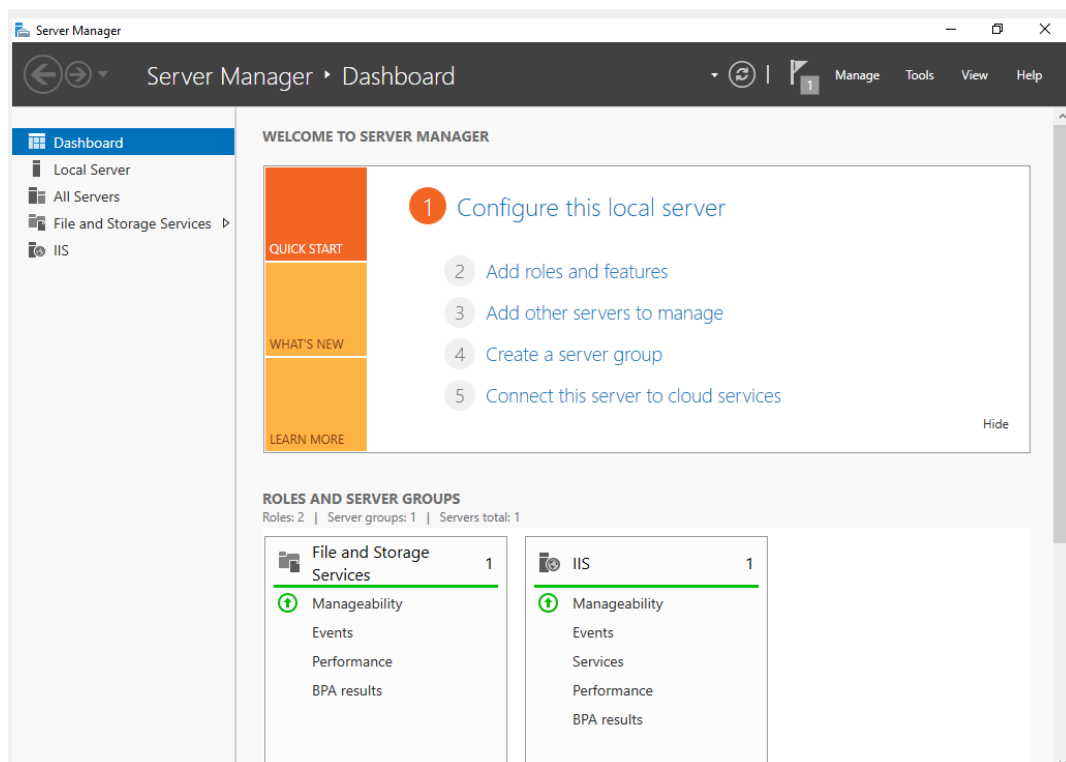 Server Manager
Server Manager • Dashboard
1
Manage
Tools
View
Help
Dashboard
Local Server
All Servers
File and Storage Services
IIS
WELCOME TO SERVER MANAGER
QUICK START
WHAT'S NEW
LEARN MORE
1 Configure this local server
2 Add roles and features
3 Add other servers to manage
4 Create a server group
5 Connect this server to cloud services
Hide
ROLES AND SERVER GROUPS
Roles: 2 | Server groups: 1 | Servers total: 1
File and Storage
Services
1
Manageability
Events
Performance
BPA results
IIS
1
Manageability
Events
Services
Performance
BPA results